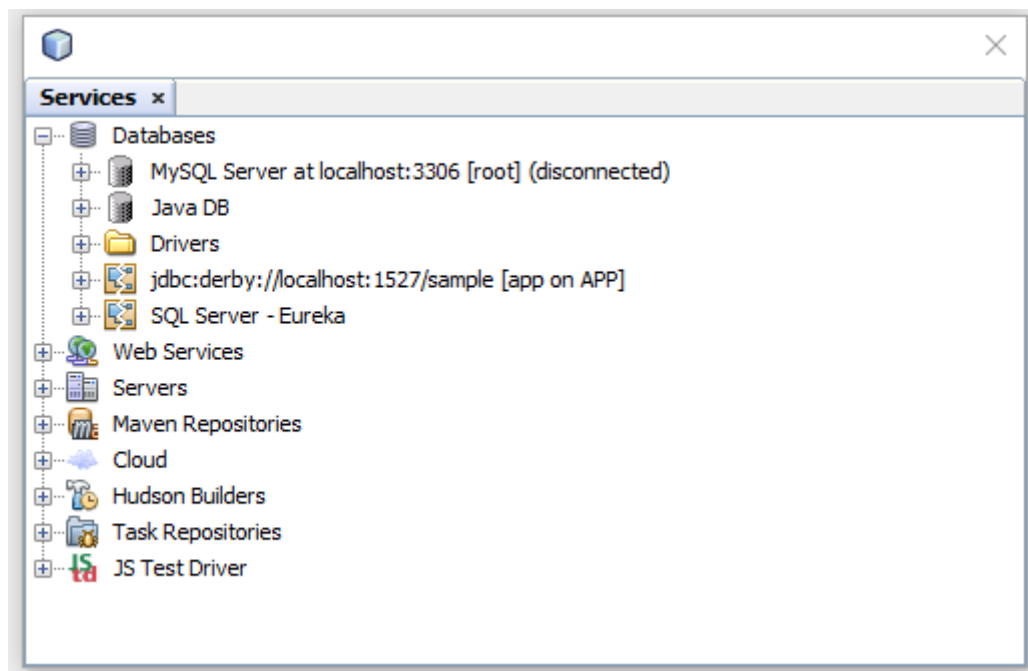 Services
Databases
MySQL Server at localhost:3306 [root] (disconnected)
Java DB
Drivers
jdbc:derby://localhost:1527/sample [app on APP]
SQL Server - Eureka
Web Services
Servers
Maven Repositories
Cloud
Hudson Builders
Task Repositories
JS Test Driver